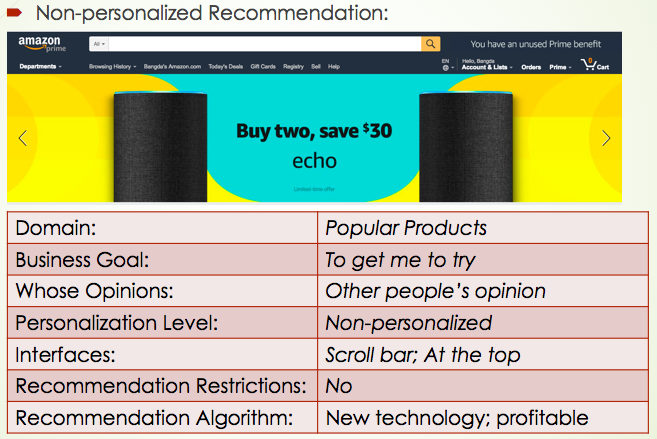 Non-personalized Recommendation:
amazon
prime
All
You have an unused Prime benefit
Departments
Browsing History Bangda's Amazon.com Today's Deals Gift Cards Registry Sell Help
EN
Hello, Bangda
Account & Lists Orders Prime 0 Cart
Buy two, save $30
echo
Limited-time offer
Domain: Popular Products
Business Goal: To get me to try
Whose Opinions: Other people's opinion
Personalization Level: Non-personalized
Interfaces: Scroll bar; At the top
Recommendation Restrictions: No
Recommendation Algorithm: New technology; profitable